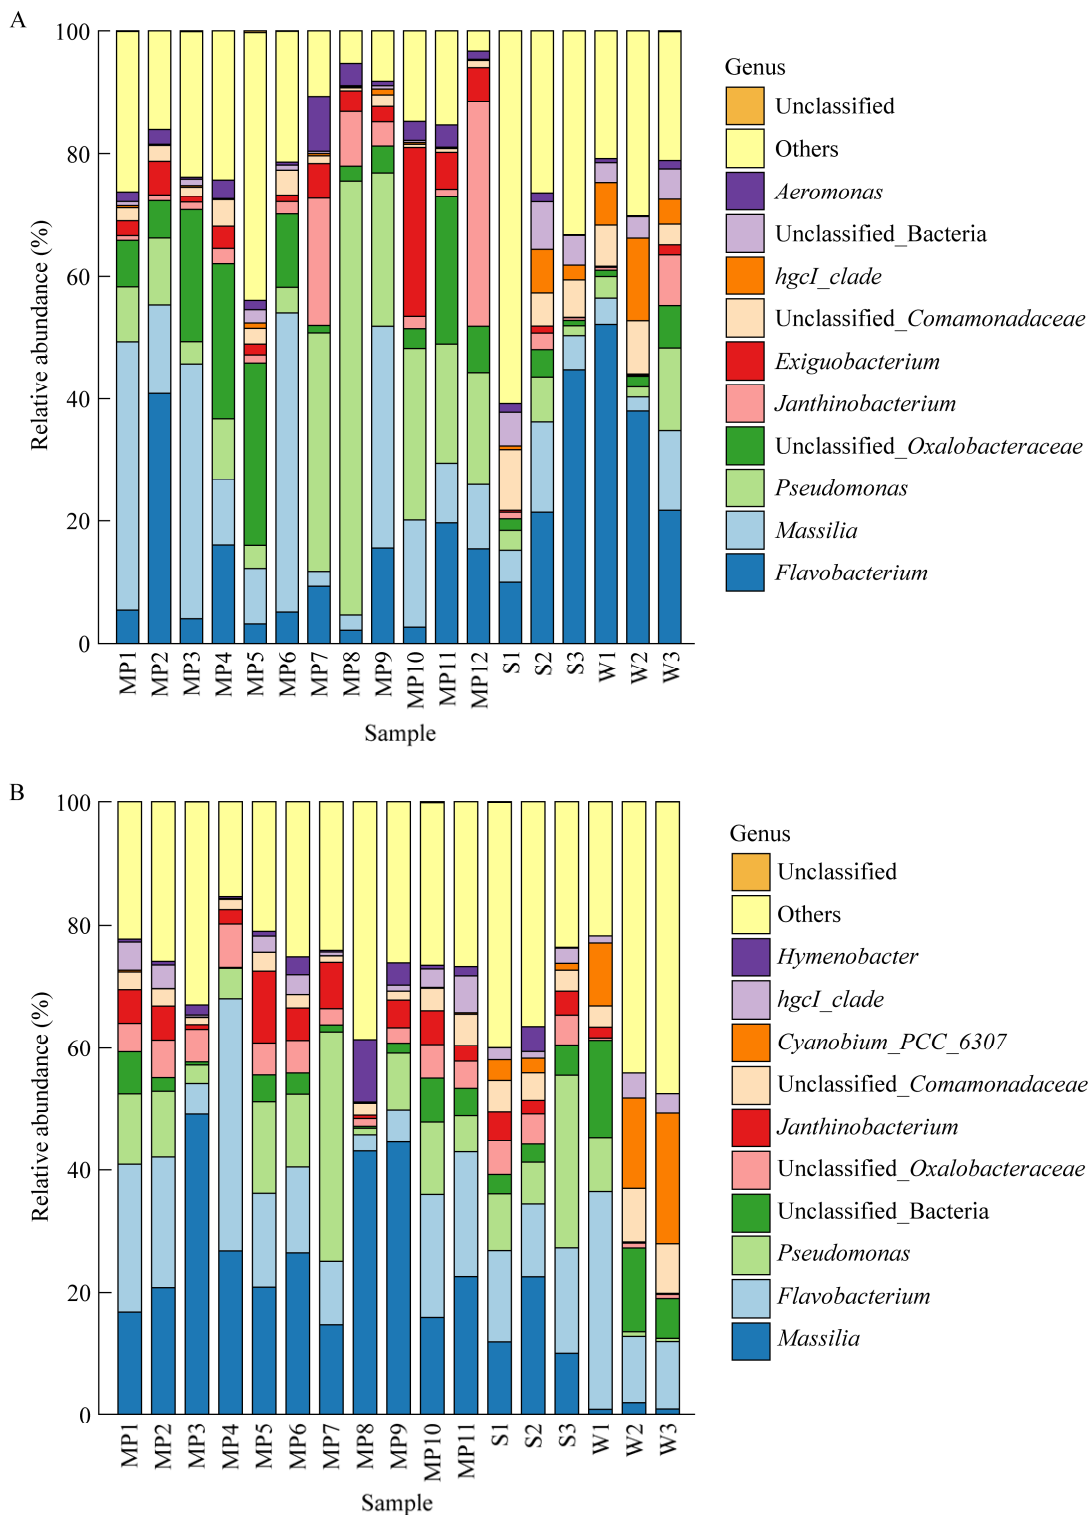 A
Relative abundance (%)
100
80
60
40
20
0
MP1
MP2
MP3
MP4
MP5
MP6
MP7
MP8
MP9
MP10
MP11
MP12
S1
S2
S3
W1
W2
W3
Sample
Genus
Unclassified
Others
Aeromonas
Unclassified_Bacteria
hgcI_clade
Unclassified_Comamonadaceae
Exiguobacterium
Janthinobacterium
Unclassified_Oxalobacteraceae
Pseudomonas
Massilia
Flavobacterium
B
Relative abundance (%)
100
80
60
40
20
0
MP1
MP2
MP3
MP4
MP5
MP6
MP7
MP8
MP9
MP10
MP11
S1
S2
S3
W1
W2
W3
Sample
Genus
Unclassified
Others
Hymenobacter
hgcI_clade
Cyanobium_PCC_6307
Unclassified_Comamonadaceae
Janthinobacterium
Unclassified_Oxalobacteraceae
Unclassified_Bacteria
Pseudomonas
Flavobacterium
Massilia